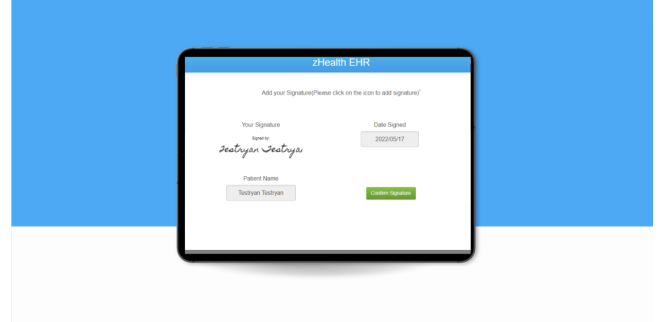 zHealth EHR
Add your Signature(Please click on the icon to add signature)*
Your Signature
Date Signed
Signed by:
Testryan Testryan
2022/05/17
Patient Name
Testryan Testryan
Confirm Signature